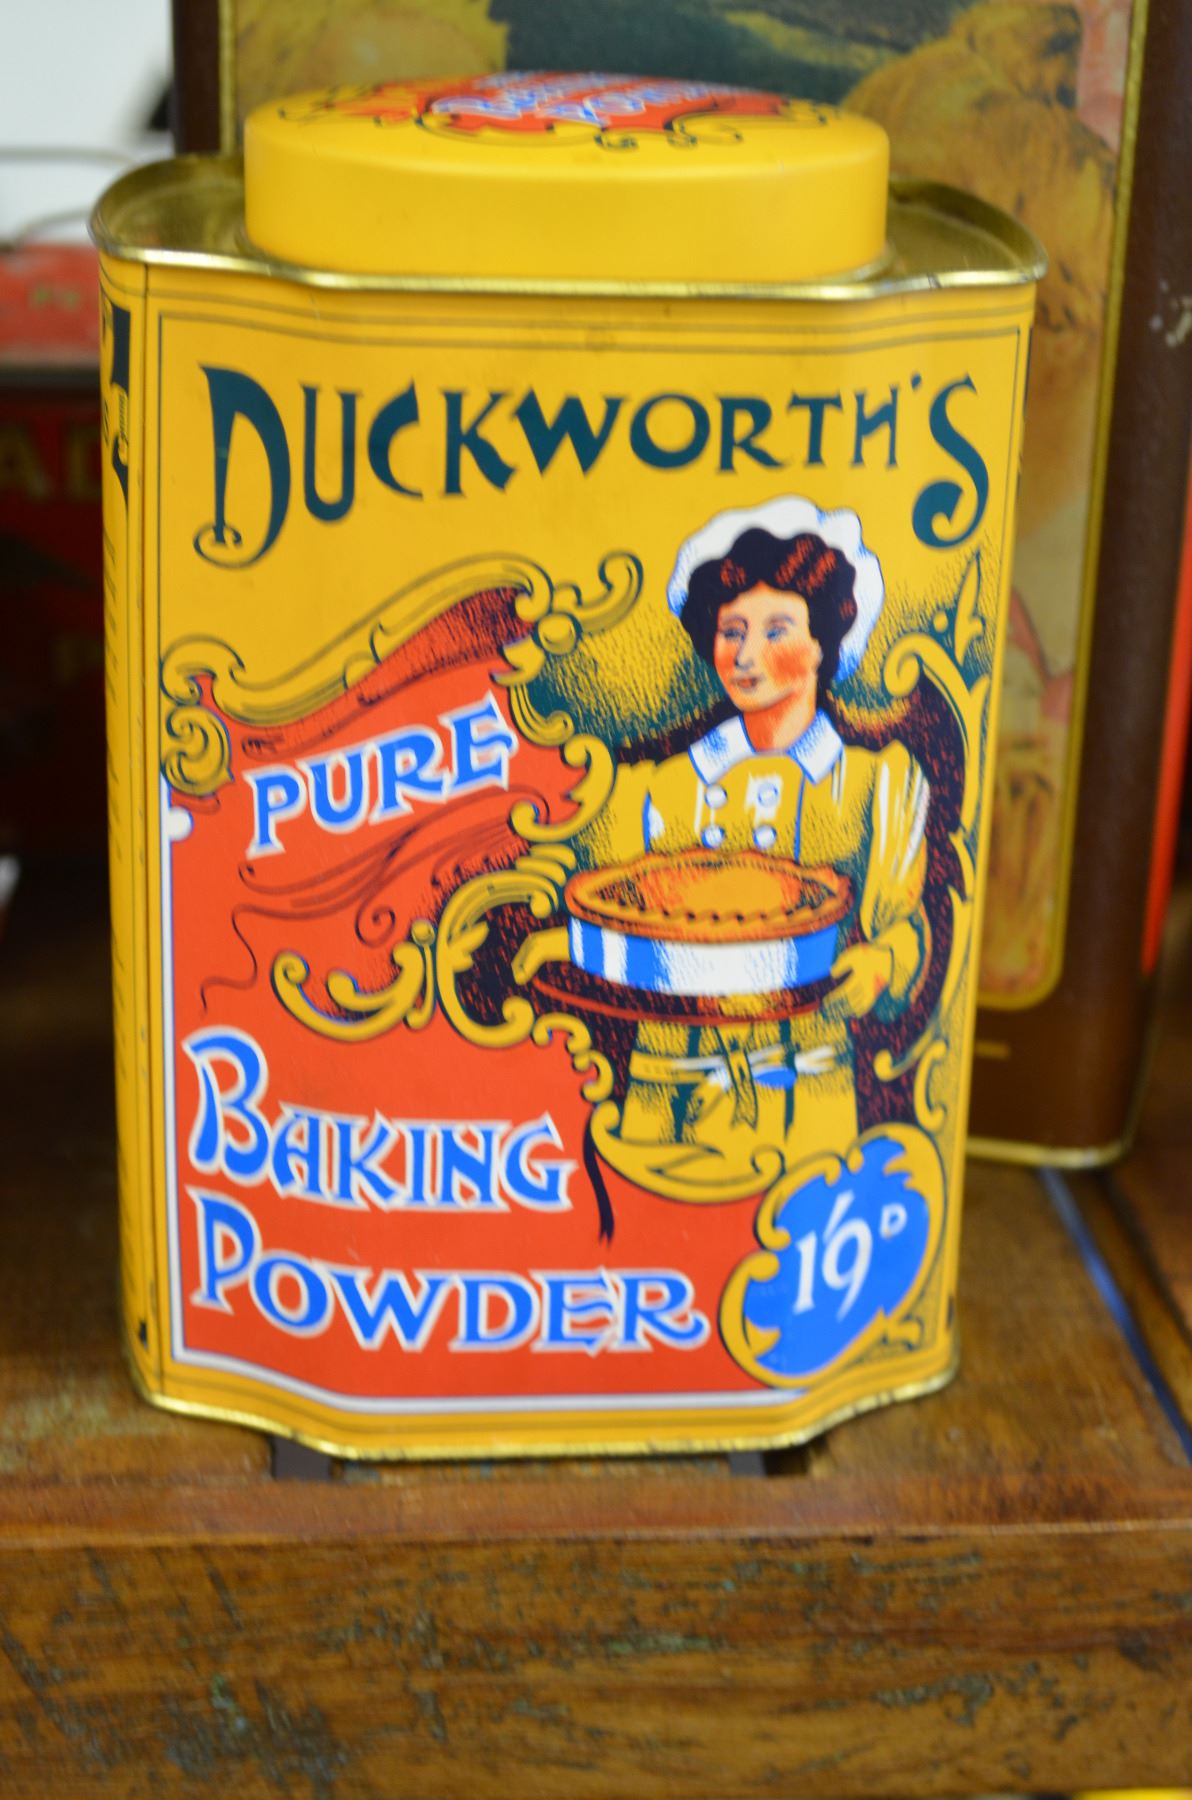 DUCKWORTH'S
PURE
BAKING
POWDER
1'9D